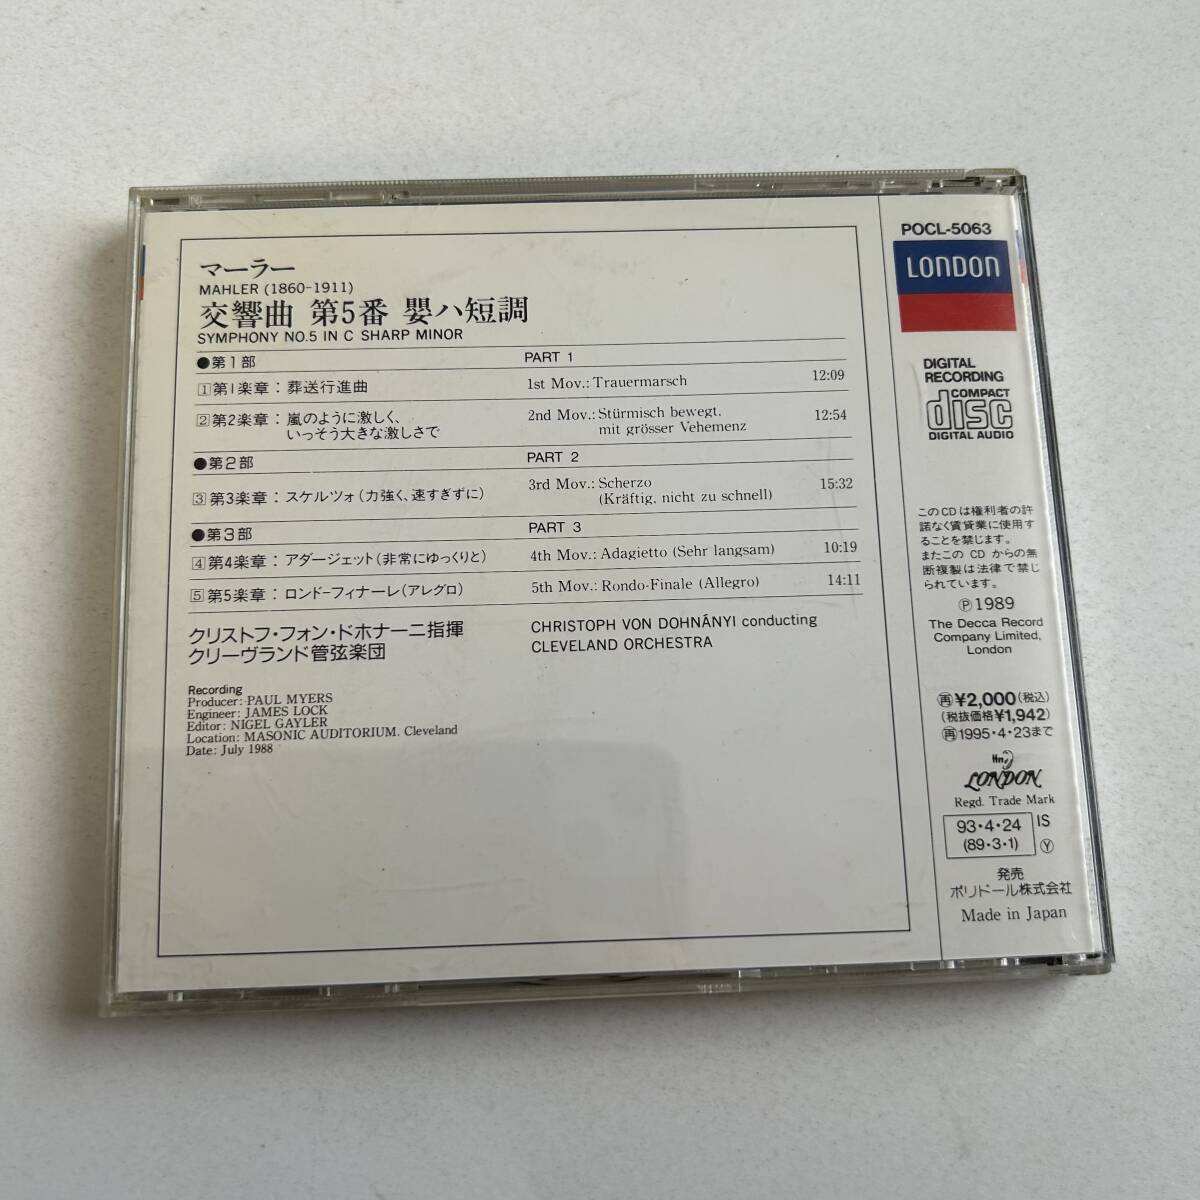 マーラー
MAHLER (1860-1911)
交響曲 第5番 嬰ハ短調
SYMPHONY NO.5 IN C SHARP MINOR
●第1部 PART 1
1 第1楽章：葬送行進曲 1st Mov.: Trauermarsch 12:09
2 第2楽章：嵐のように激しく、 2nd Mov.: Stürmisch bewegt. 12:54
いっそう大きな激しさで mit grösser Vehemenz
●第2部 PART 2
3 第3楽章：スケルツォ（力強く、速すぎずに） 3rd Mov.: Scherzo 15:32
(Kräftig, nicht zu schnell)
●第3部 PART 3
4 第4楽章：アダージェット（非常にゆっくりと） 4th Mov.: Adagietto (Sehr langsam) 10:19
5 第5楽章：ロンド-フィナーレ（アレグロ） 5th Mov.: Rondo-Finale (Allegro) 14:11
クリストフ・フォン・ドホナーニ指揮 CHRISTOPH VON DOHNÁNYI conducting
クリーヴランド管弦楽団 CLEVELAND ORCHESTRA
Recording
Producer: PAUL MYERS
Engineer: JAMES LOCK
Editor: NIGEL GAYLER
Location: MASONIC AUDITORIUM. Cleveland
Date: July 1988
POCL-5063
LONDON
DIGITAL
RECORDING
COMPACT
disc
DIGITAL AUDIO
このCDは権利者の許
諾なく賃貸業に使用す
ることを禁じます。
またこの CD からの無
断複製は法律で禁じ
られています。
Ⓟ1989
The Decca Record
Company Limited,
London
㊢¥2,000（税込）
（税抜価格¥1,942）
㊢1995・4・23まで
LONDON
Regd. Trade Mark
93・4・24 IS
(89・3・1) Ⓨ
発売
ポリドール株式会社
Made in Japan